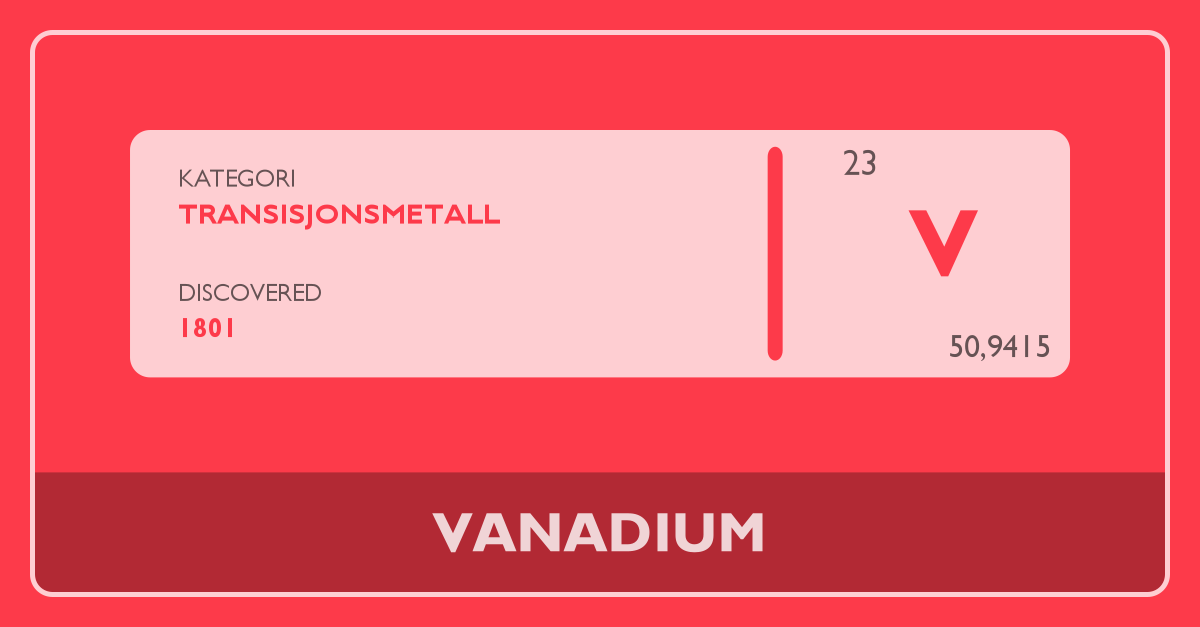 KATEGORI
TRANSISJONSMETALL
DISCOVERED
1801
23
V
50,9415
VANADIUM